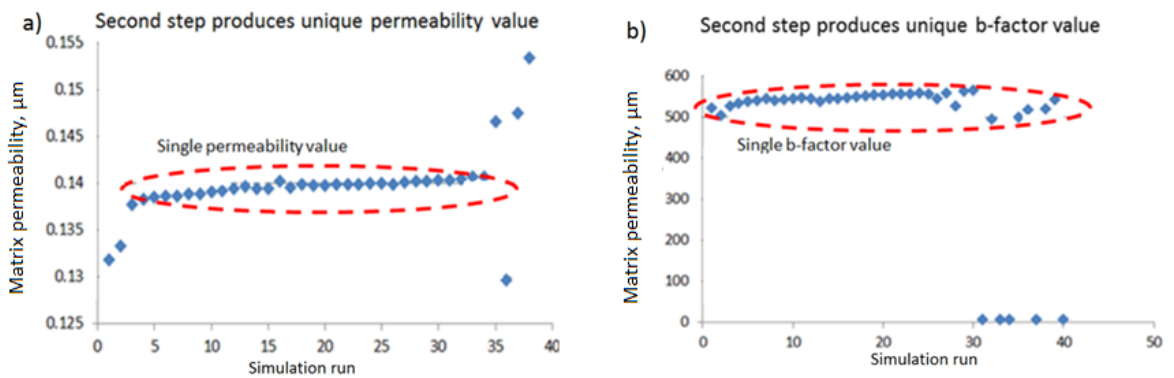 a)
Second step produces unique permeability value
Matrix permeability, µm
0.155
0.15
0.145
0.14
0.135
0.13
0.125
Single permeability value
0 5 10 15 20 25 30 35 40
Simulation run
b)
Second step produces unique b-factor value
Matrix permeability, µm
600
500
400
300
200
100
0
Single b-factor value
0 10 20 30 40 50
Simulation run